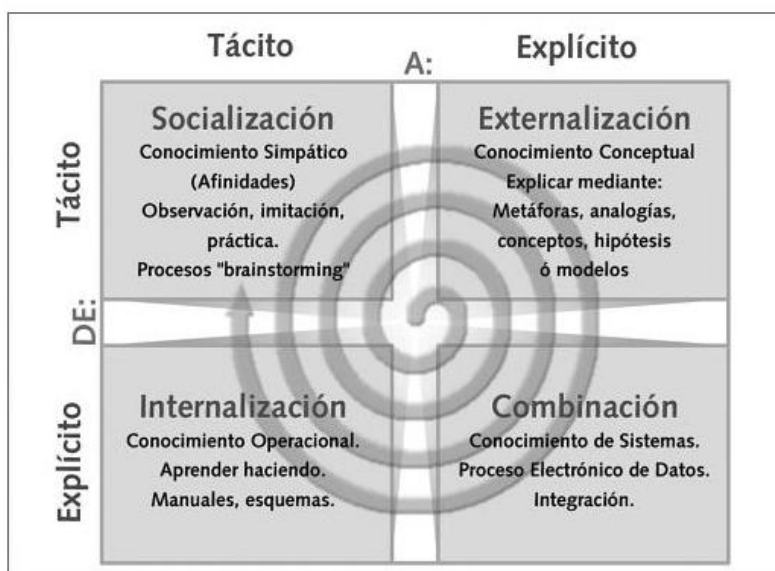 Tácito
Explícito
A:
Tácito
DE:
Explícito
Socialización
Conocimiento Simpático
(Afinidades)
Observación, imitación,
práctica.
Procesos "brainstorming"
Externalización
Conocimiento Conceptual
Explicar mediante:
Metáforas, analogías,
conceptos, hipótesis
ó modelos
Internalización
Conocimiento Operacional.
Aprender haciendo.
Manuales, esquemas.
Combinación
Conocimiento de Sistemas.
Proceso Electrónico de Datos.
Integración.